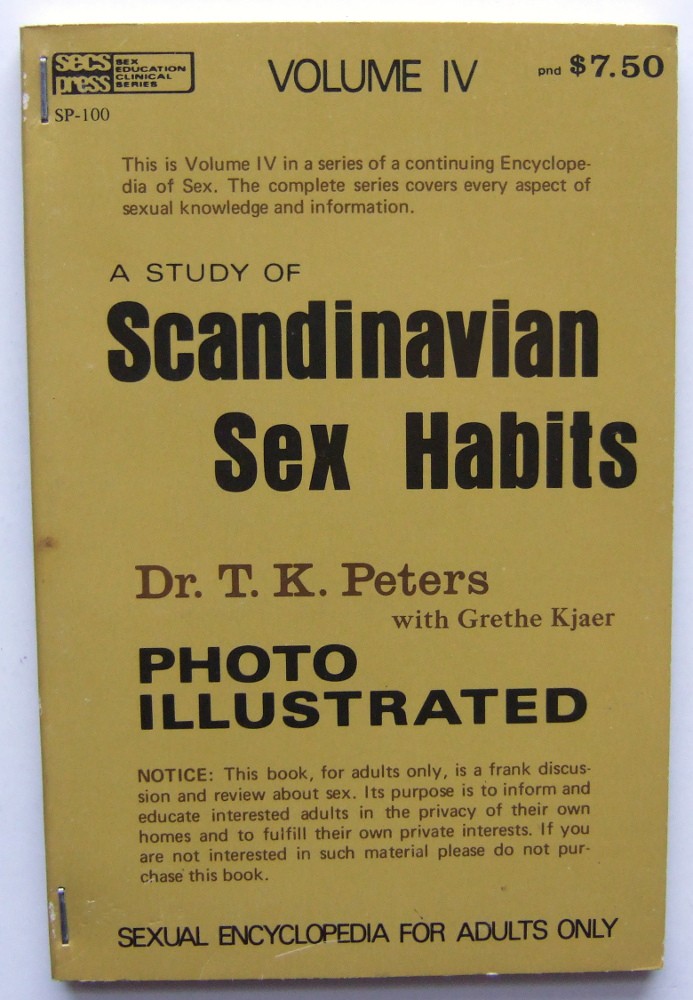 secs press SEX EDUCATION CLINICAL SERIES
SP-100
VOLUME IV
pnd $7.50
This is Volume IV in a series of a continuing Encyclope-
dia of Sex. The complete series covers every aspect of
sexual knowledge and information.
A STUDY OF
Scandinavian
Sex Habits
Dr. T. K. Peters
with Grethe Kjaer
PHOTO
ILLUSTRATED
NOTICE: This book, for adults only, is a frank discus-
sion and review about sex. Its purpose is to inform and
educate interested adults in the privacy of their own
homes and to fulfill their own private interests. If you
are not interested in such material please do not pur-
chase this book.
SEXUAL ENCYCLOPEDIA FOR ADULTS ONLY